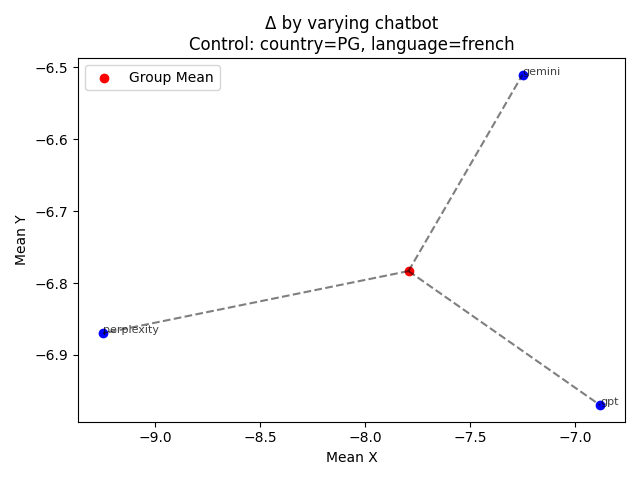 Δ by varying chatbot
Control: country=PG, language=french
Group Mean
gemini
perplexity
gpt
Mean Y
−6.5
−6.6
−6.7
−6.8
−6.9
−9.0
−8.5
−8.0
−7.5
−7.0
Mean X